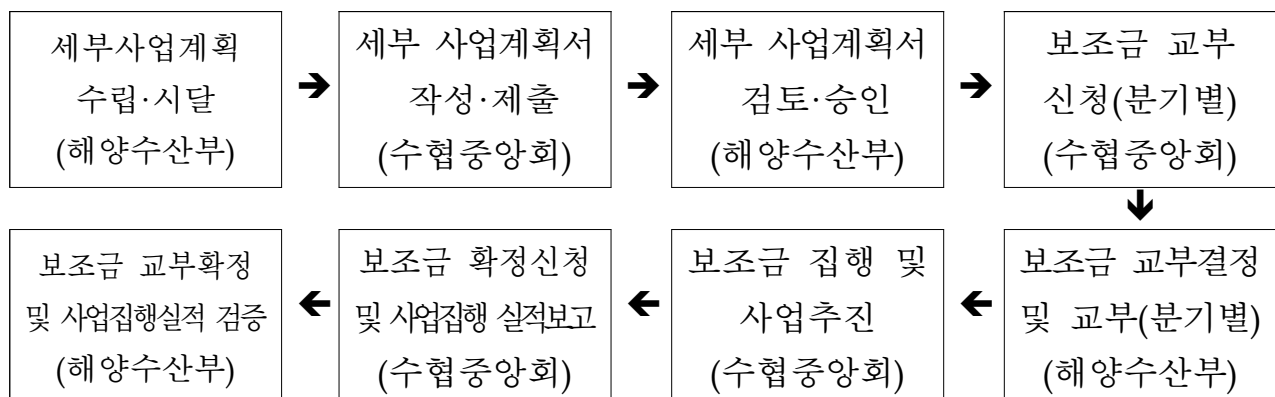 세부사업계획
수립·시달
(해양수산부)
➔
세부 사업계획서
작성·제출
(수협중앙회)
➔
세부 사업계획서
검토·승인
(해양수산부)
➔
보조금 교부
신청(분기별)
(수협중앙회)
🡻
보조금 교부결정
및 교부(분기별)
(해양수산부)
🡸
보조금 집행 및
사업추진
(수협중앙회)
🡸
보조금 확정신청
및 사업집행 실적보고
(수협중앙회)
🡸
보조금 교부확정
및 사업집행실적 검증
(해양수산부)